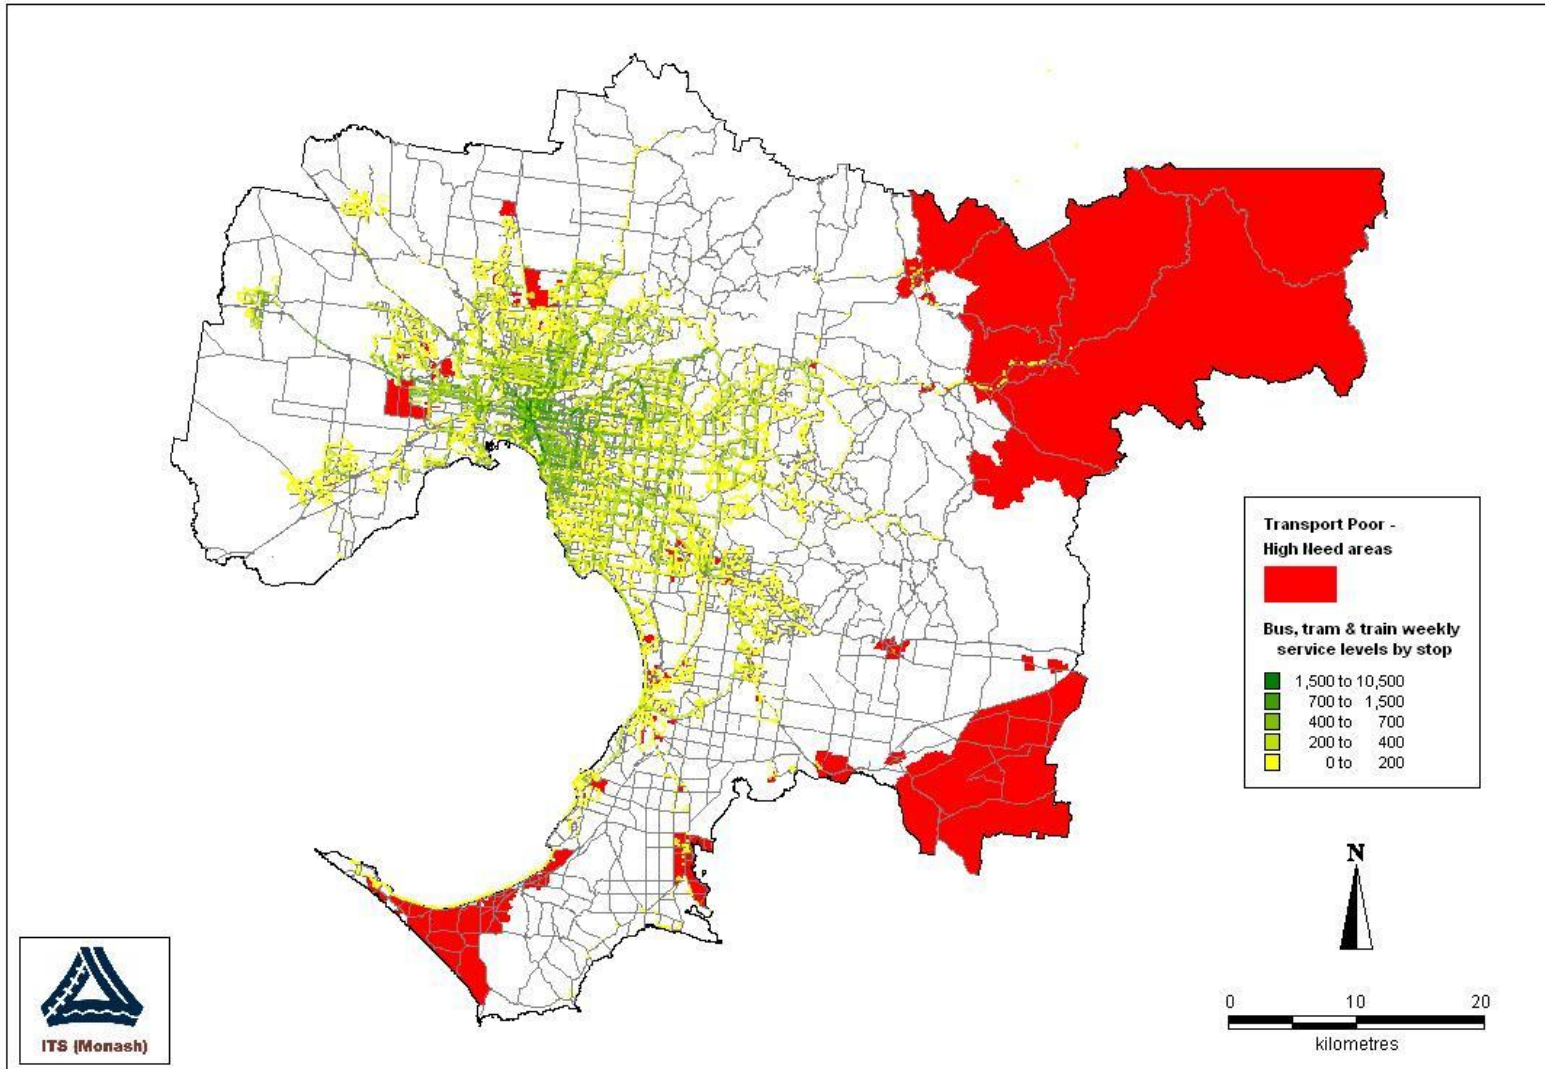 Transport Poor -
High Need areas
Bus, tram & train weekly
service levels by stop
1,500 to 10,500
700 to 1,500
400 to 700
200 to 400
0 to 200
N
0 10 20
kilometres
ITS (Monash)